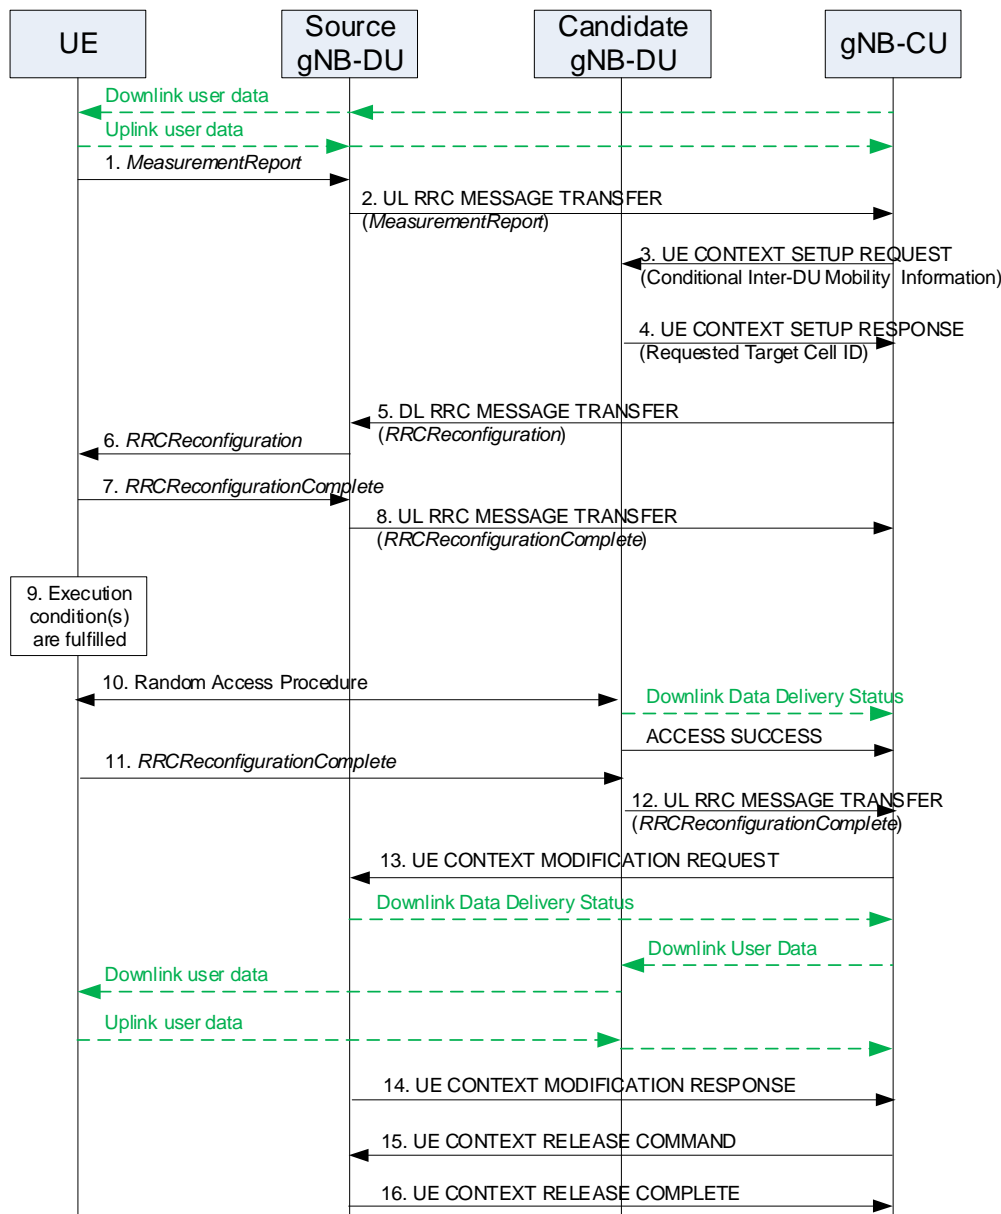 UE
Source
gNB-DU
Candidate
gNB-DU
gNB-CU
Downlink user data
Uplink user data
1. MeasurementReport
2. UL RRC MESSAGE TRANSFER
(MeasurementReport)
3. UE CONTEXT SETUP REQUEST
(Conditional Inter-DU Mobility Information)
4. UE CONTEXT SETUP RESPONSE
(Requested Target Cell ID)
5. DL RRC MESSAGE TRANSFER
(RRCReconfiguration)
6. RRCReconfiguration
7. RRCReconfigurationComplete
8. UL RRC MESSAGE TRANSFER
(RRCReconfigurationComplete)
9. Execution
condition(s)
are fulfilled
10. Random Access Procedure
Downlink Data Delivery Status
ACCESS SUCCESS
11. RRCReconfigurationComplete
12. UL RRC MESSAGE TRANSFER
(RRCReconfigurationComplete)
13. UE CONTEXT MODIFICATION REQUEST
Downlink Data Delivery Status
Downlink User Data
Downlink user data
Uplink user data
14. UE CONTEXT MODIFICATION RESPONSE
15. UE CONTEXT RELEASE COMMAND
16. UE CONTEXT RELEASE COMPLETE